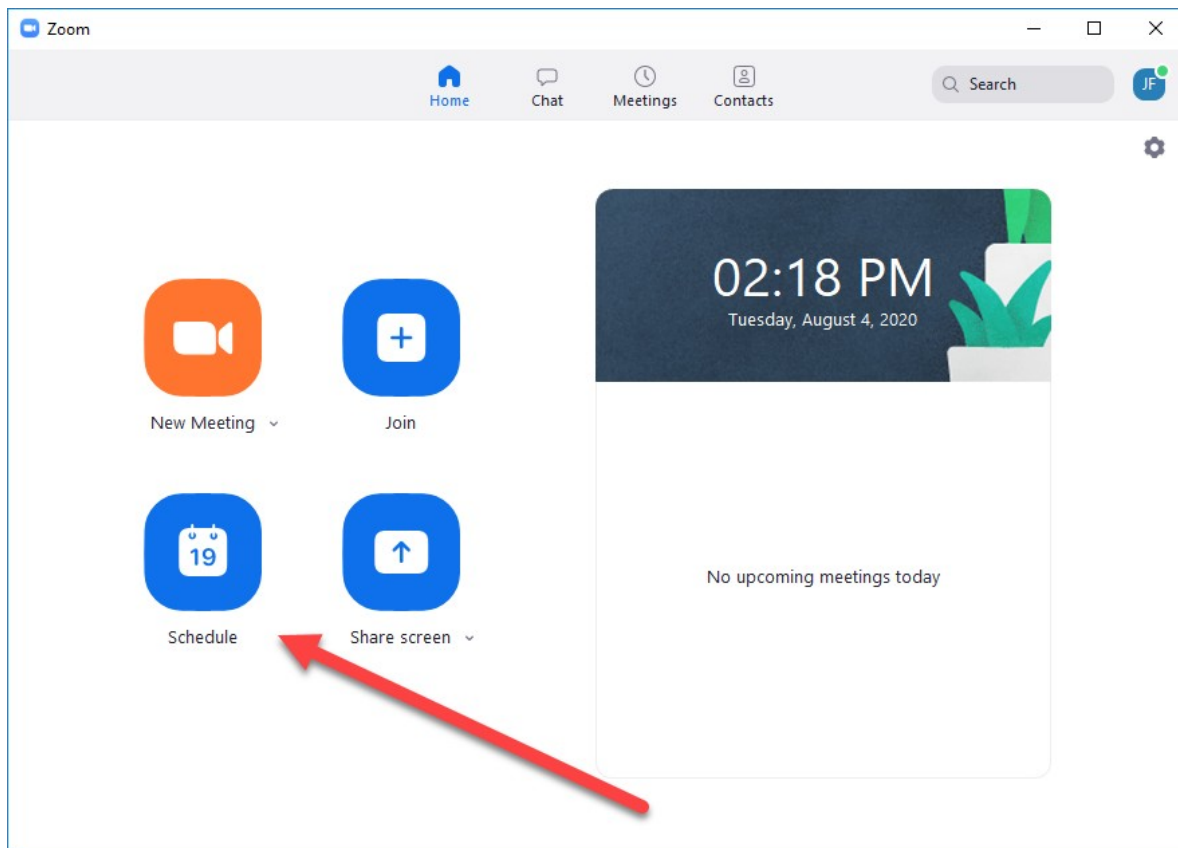 Zoom
Home
Chat
Meetings
Contacts
Search
JF
02:18 PM
Tuesday, August 4, 2020
New Meeting
Join
19
Schedule
Share screen
No upcoming meetings today